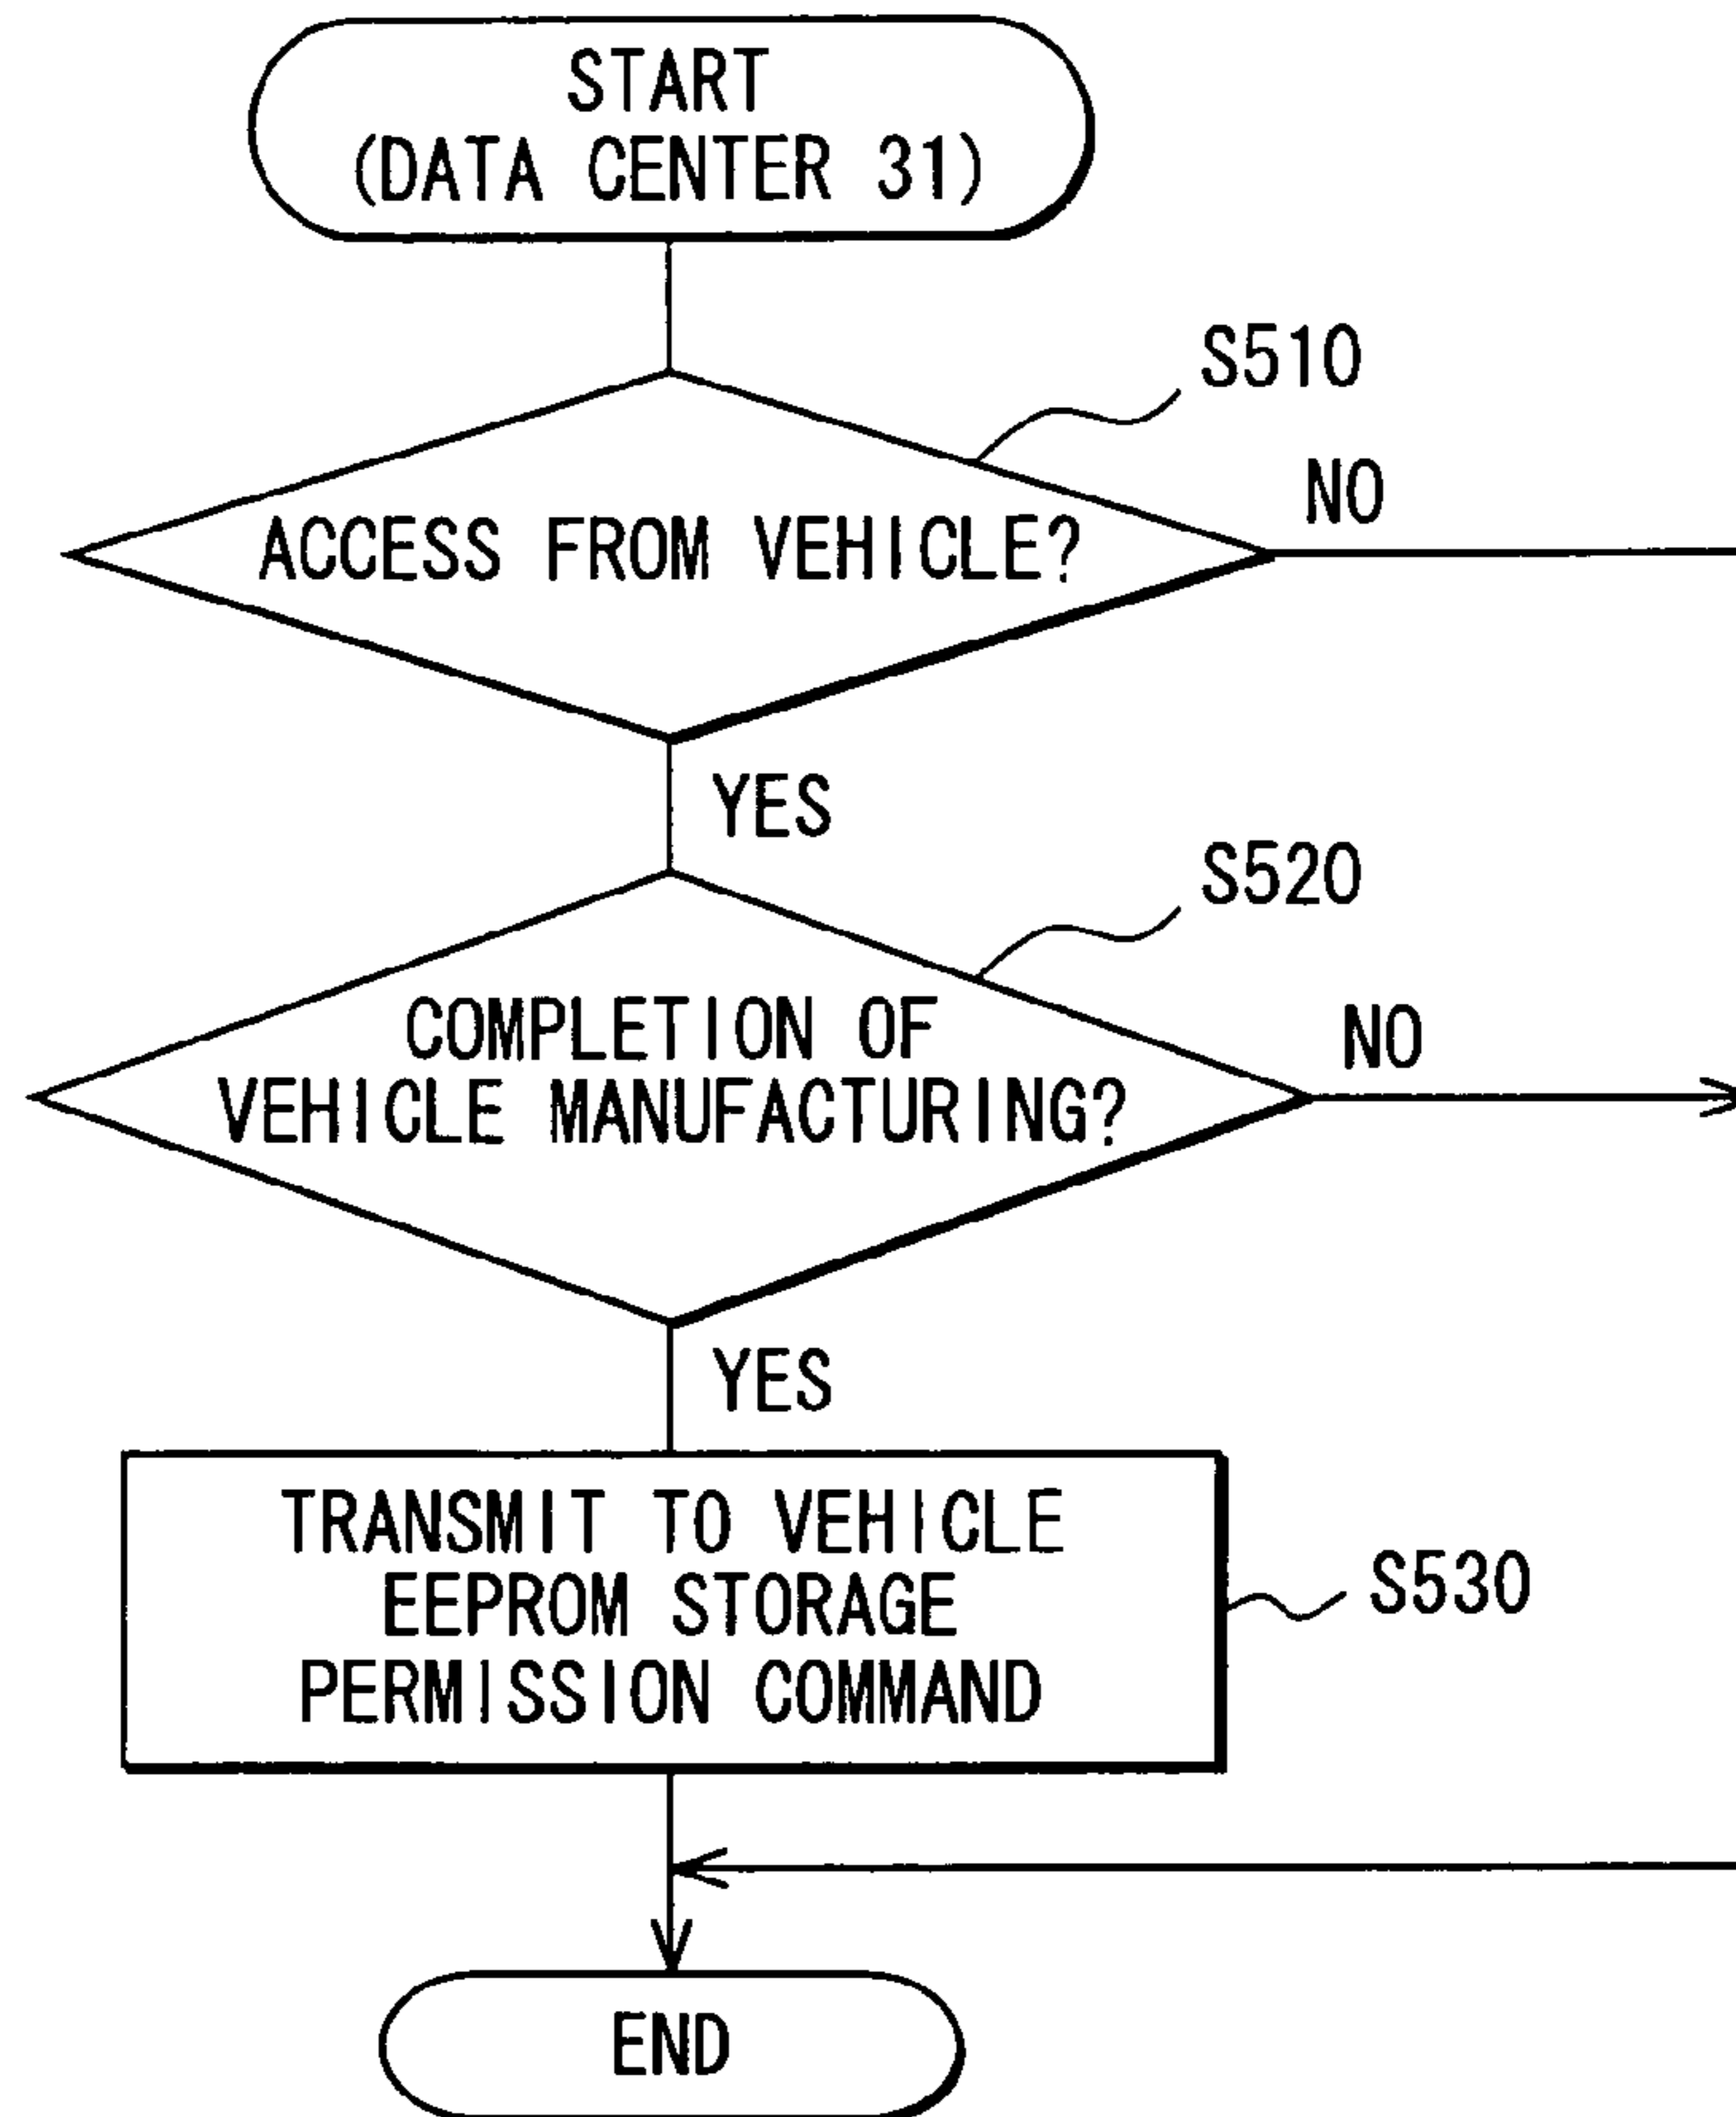 START
(DATA CENTER 31)
S510
NO
ACCESS FROM VEHICLE?
YES
S520
COMPLETION OF
NO
VEHICLE MANUFACTURING?
YES
TRANSMIT TO VEHICLE
EEPROM STORAGE
S530
PERMISSION COMMAND
END